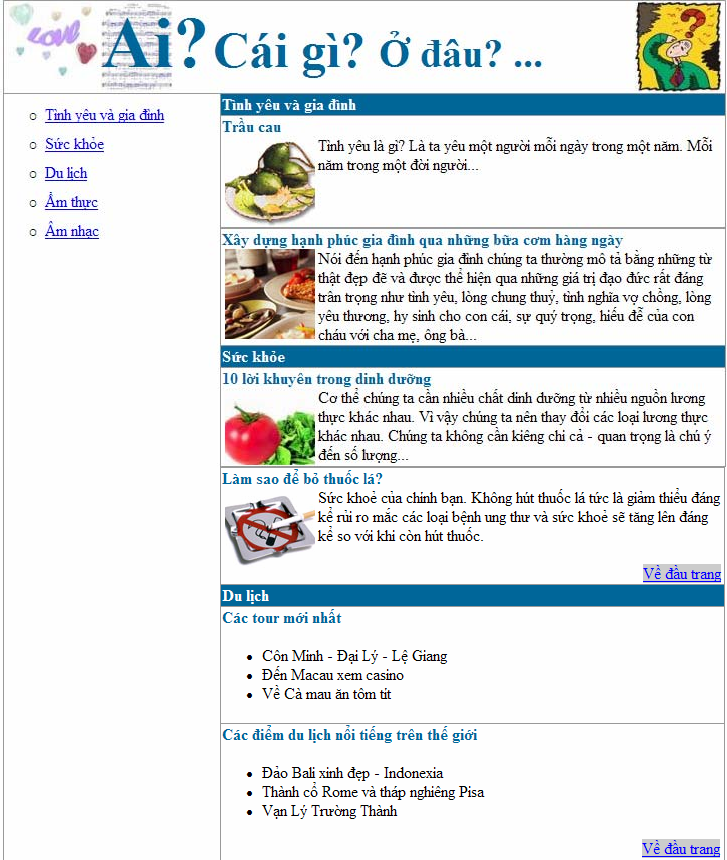 Ai? Cái gì? Ở đâu? ...
LOVE
Tình yêu và gia đình
Sức khỏe
Du lịch
Ẩm thực
Âm nhạc
Tình yêu và gia đình
Trầu cau
Tình yêu là gì? Là ta yêu một người mỗi ngày trong một năm. Mỗi
năm trong một đời người...
Xây dựng hạnh phúc gia đình qua những bữa cơm hàng ngày
Nói đến hạnh phúc gia đình chúng ta thường mô tả bằng những từ
thật đẹp đẽ và được thể hiện qua những giá trị đạo đức rất đáng
trân trọng như tình yêu, lòng chung thuỷ, tình nghĩa vợ chồng, lòng
yêu thương, hy sinh cho con cái, sự quý trọng, hiếu đễ của con
cháu với cha mẹ, ông bà...
Sức khỏe
10 lời khuyên trong dinh dưỡng
Cơ thể chúng ta cần nhiều chất dinh dưỡng từ nhiều nguồn lương
thực khác nhau. Vì vậy chúng ta nên thay đổi các loại lương thực
khác nhau. Chúng ta không cần kiêng chi cả - quan trọng là chú ý
đến số lượng...
Làm sao để bỏ thuốc lá?
Sức khoẻ của chính bạn. Không hút thuốc lá tức là giảm thiểu đáng
kể rủi ro mắc các loại bệnh ung thư và sức khoẻ sẽ tăng lên đáng
kể so với khi còn hút thuốc.
Về đầu trang
Du lịch
Các tour mới nhất
Côn Minh - Đại Lý - Lệ Giang
Đến Macau xem casino
Về Cà mau ăn tôm tít
Các điểm du lịch nổi tiếng trên thế giới
Đảo Bali xinh đẹp - Indonexia
Thành cổ Rome và tháp nghiêng Pisa
Vạn Lý Trường Thành
Về đầu trang